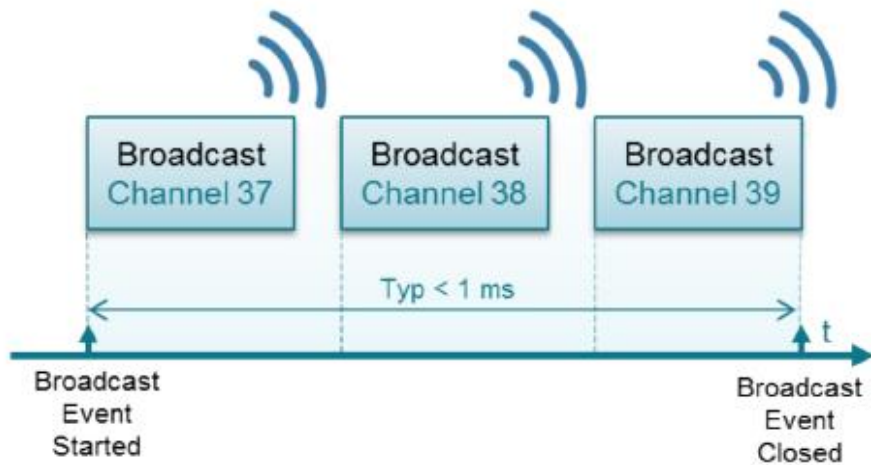 Broadcast
Channel 37
Broadcast
Channel 38
Broadcast
Channel 39
Typ < 1 ms
t
Broadcast
Event
Started
Broadcast
Event
Closed